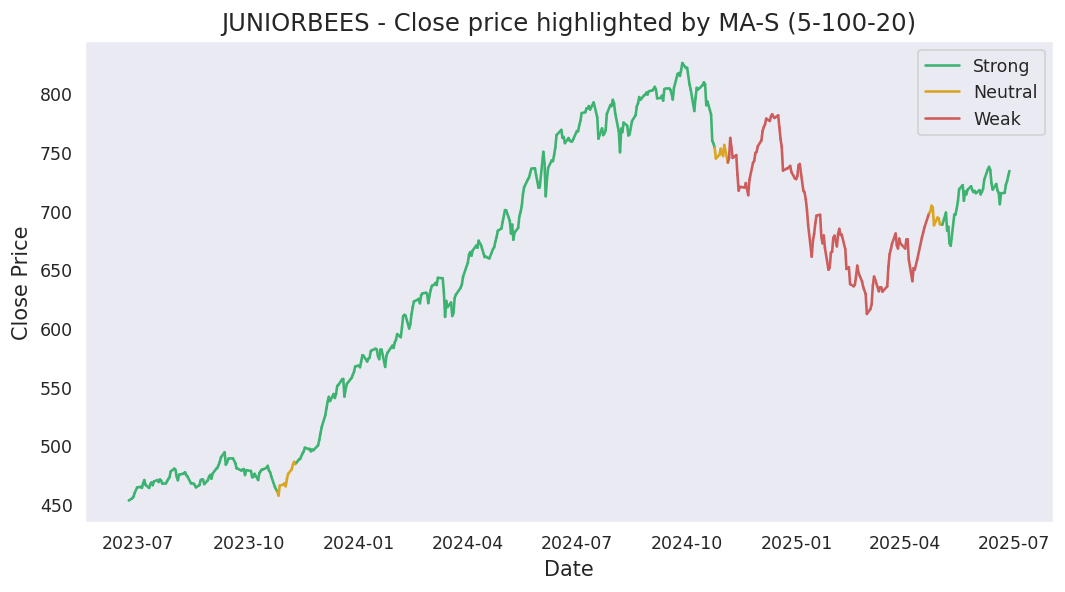 JUNIORBEES - Close price highlighted by MA-S (5-100-20)
Strong
Neutral
Weak
Close Price
800
750
700
650
600
550
500
450
2023-07 2023-10 2024-01 2024-04 2024-07 2024-10 2025-01 2025-04 2025-07
Date